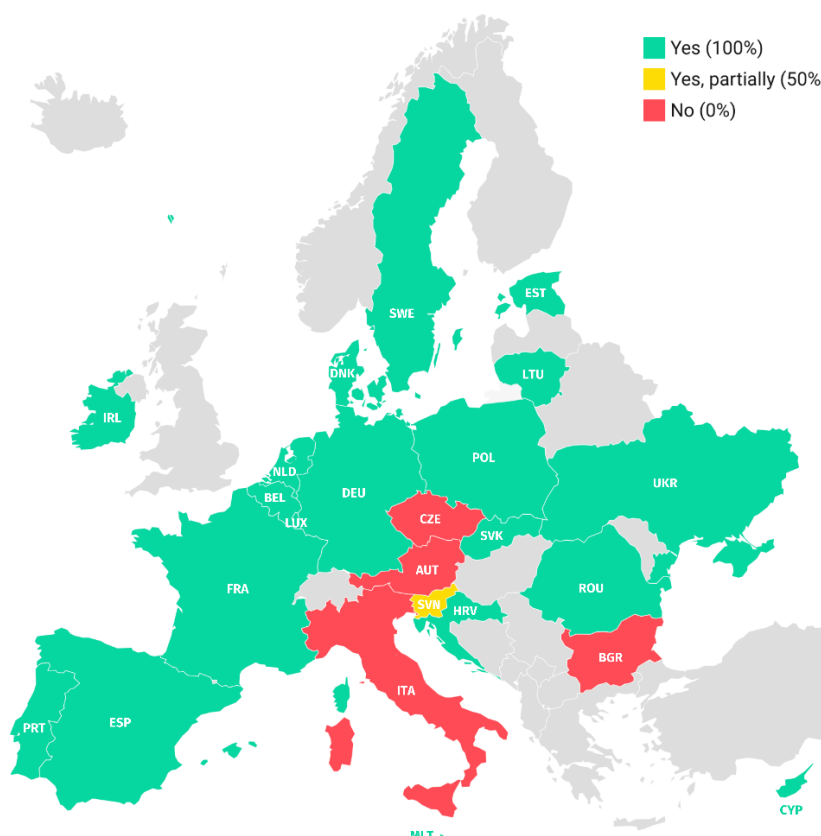 Yes (100%)
Yes, partially (50%
No (0%)
SWE
EST
DNK
LTU
IRL
POL
NLD
UKR
DEU
BEL
LUX
CZE
SVK
AUT
FRA
ROU
SVN
HRV
BGR
ITA
ESP
PRT
CYP
MLT